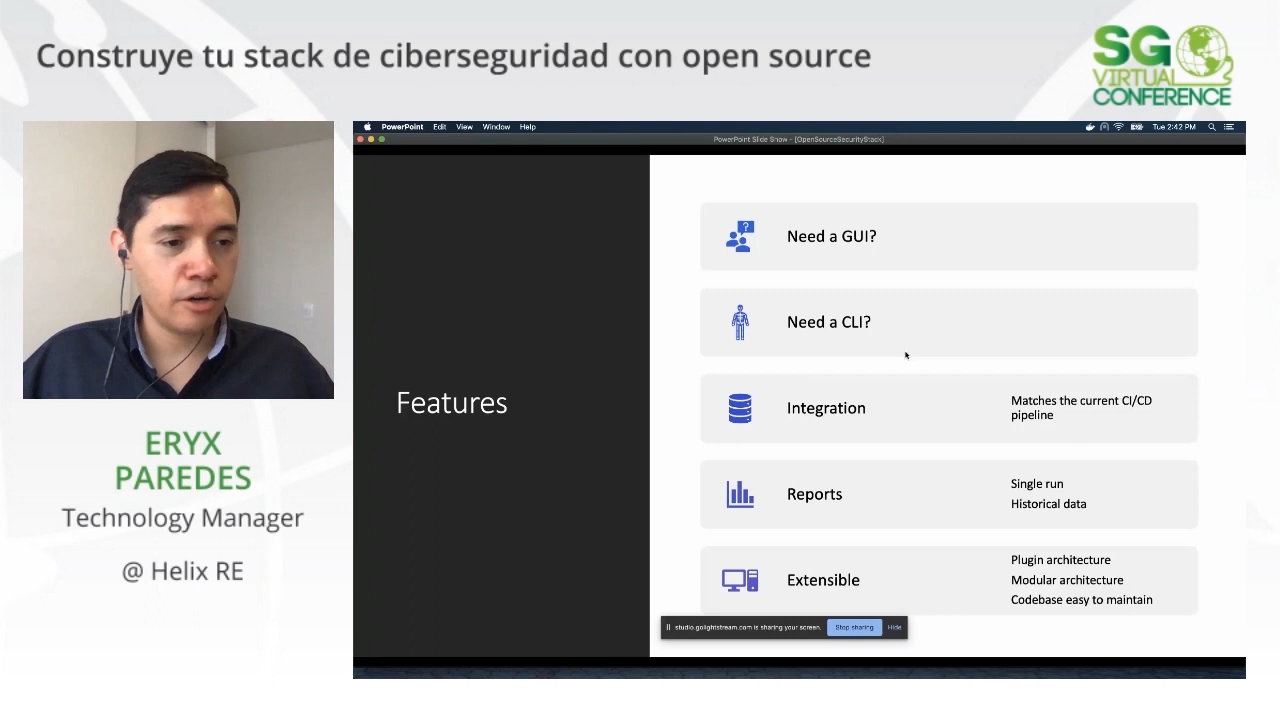 Construye tu stack de ciberseguridad con open source
SG
VIRTUAL
CONFERENCE
PowerPoint Edit View Window Help
Tue 2:42 PM
PowerPoint Slide Show - [OpenSourceSecurityStack]
Features
?
Need a GUI?
Need a CLI?
Integration
Matches the current CI/CD
pipeline
Reports
Single run
Historical data
Extensible
Plugin architecture
Modular architecture
Codebase easy to maintain
studio.golightstream.com is sharing your screen.
Stop sharing
Hide
ERYX
PAREDES
Technology Manager
@ Helix RE